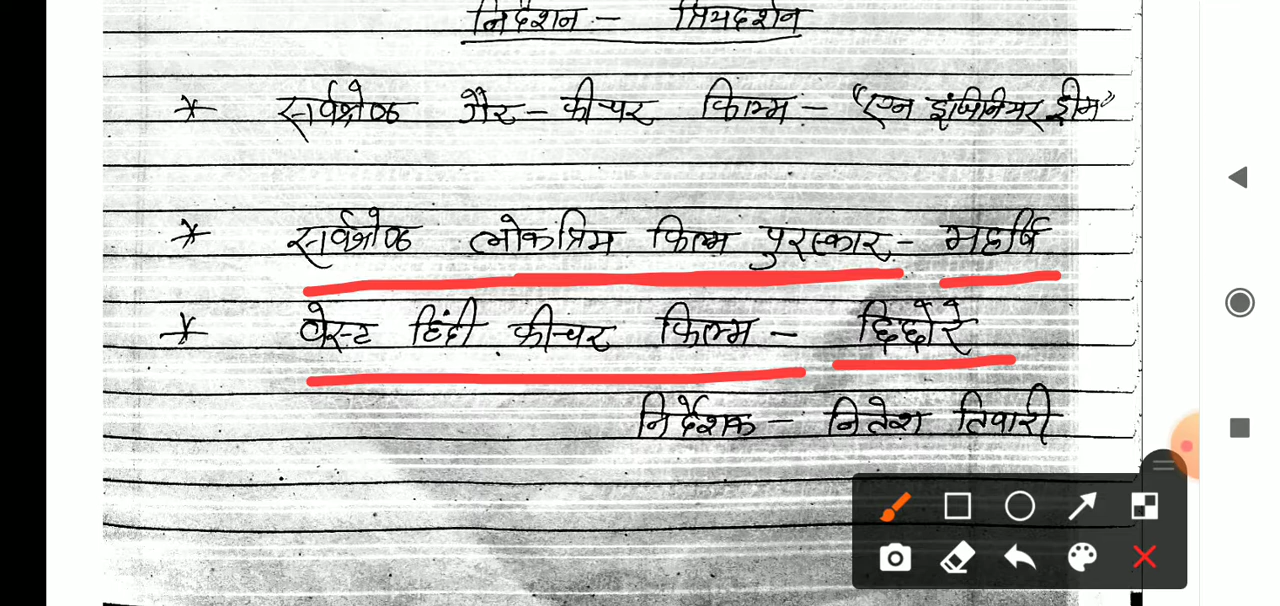 निर्देशन - प्रियदर्शन
* सर्वश्रेष्ठ गैर-फीचर फिल्म - "एन इंजिनियर ड्रीम"
* सर्वश्रेष्ठ लोकप्रिय फिल्म पुरस्कार - महर्षि
* बेस्ट हिंदी फीचर फिल्म - छिछोरे
निर्देशक - नितेश तिवारी